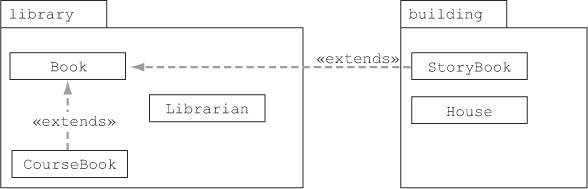 library
building
Book
«extends»
StoryBook
Librarian
House
«extends»
CourseBook